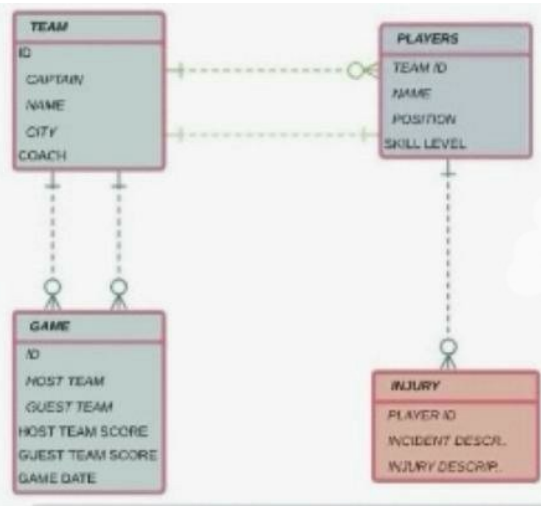 TEAM
ID
CAPTAIN
NAME
CITY
COACH
PLAYERS
TEAM ID
NAME
POSITION
SKILL LEVEL
GAME
ID
HOST TEAM
GUEST TEAM
HOST TEAM SCORE
GUEST TEAM SCORE
GAME DATE
INJURY
PLAYER ID
INCIDENT DESCR..
INJURY DESCRIP..